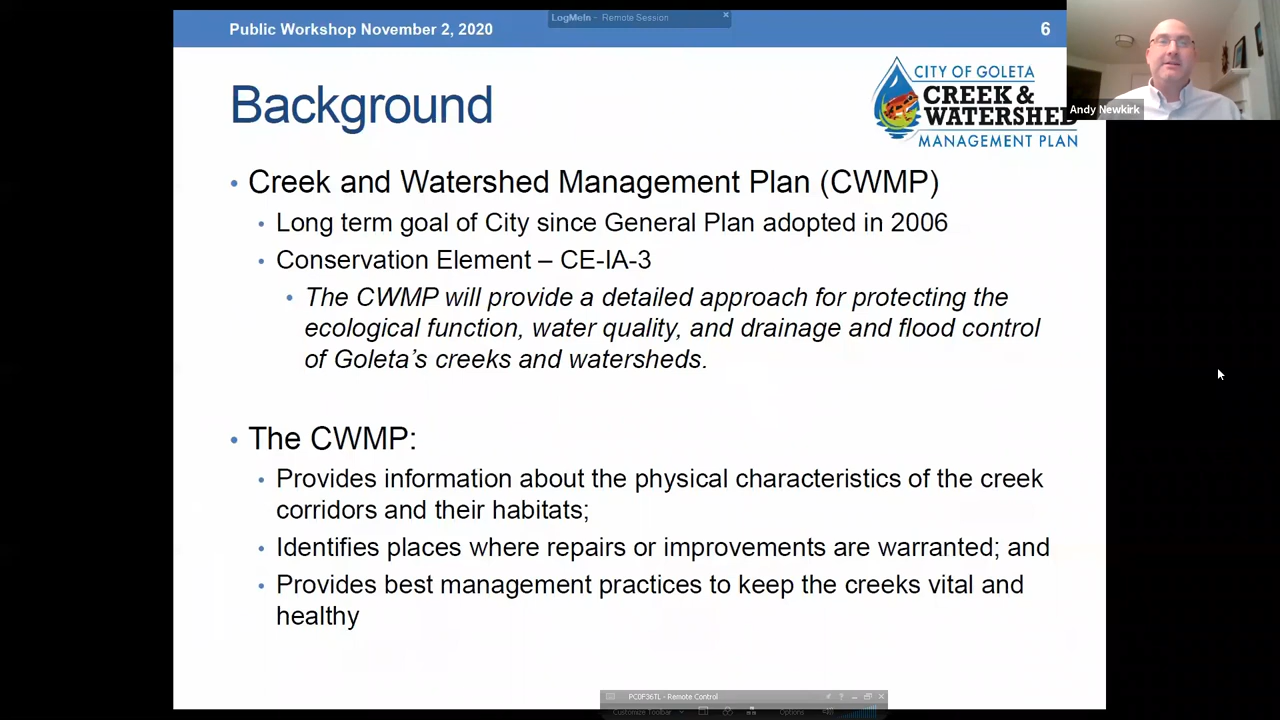 LogMeIn - Remote Session
Public Workshop November 2, 2020
6
CITY OF GOLETA
CREEK &
WATERSHED
MANAGEMENT PLAN
Andy Newkirk
Background
• Creek and Watershed Management Plan (CWMP)
• Long term goal of City since General Plan adopted in 2006
• Conservation Element – CE-IA-3
• The CWMP will provide a detailed approach for protecting the
ecological function, water quality, and drainage and flood control
of Goleta’s creeks and watersheds.
• The CWMP:
• Provides information about the physical characteristics of the creek
corridors and their habitats;
• Identifies places where repairs or improvements are warranted; and
• Provides best management practices to keep the creeks vital and
healthy
PC0F36TL - Remote Control
Customize Toolbar
Options